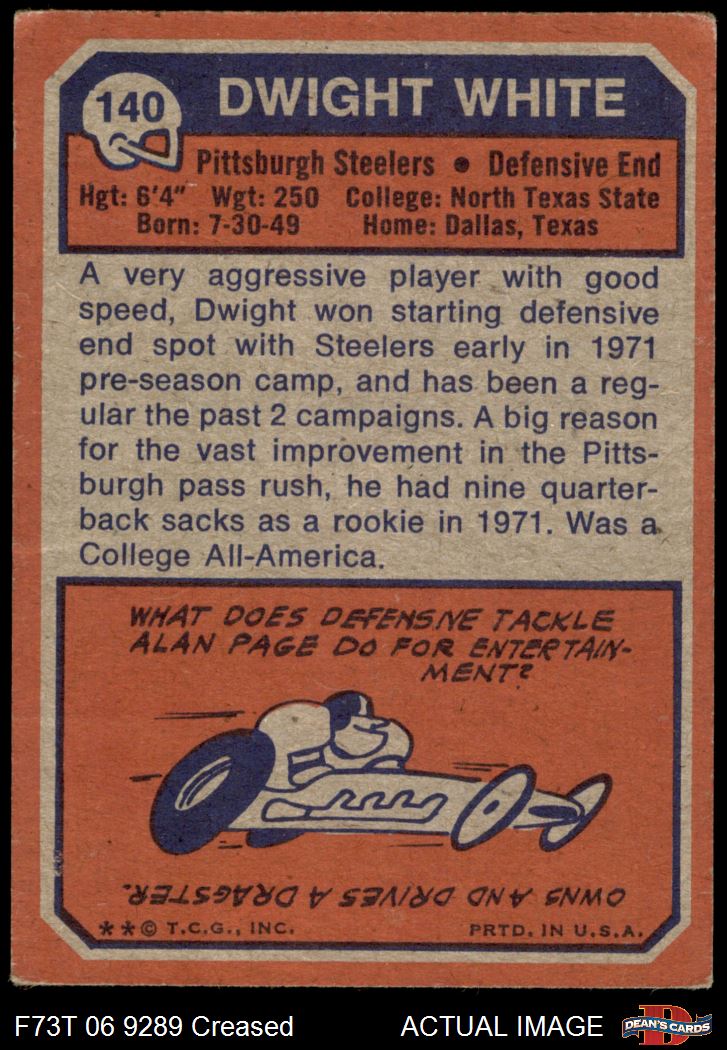 140
DWIGHT WHITE
Pittsburgh Steelers • Defensive End
Hgt: 6'4" Wgt: 250 College: North Texas State
Born: 7-30-49 Home: Dallas, Texas
A very aggressive player with good
speed, Dwight won starting defensive
end spot with Steelers early in 1971
pre-season camp, and has been a reg-
ular the past 2 campaigns. A big reason
for the vast improvement in the Pitts-
burgh pass rush, he had nine quarter-
back sacks as a rookie in 1971. Was a
College All-America.
WHAT DOES DEFENSIVE TACKLE
ALAN PAGE DO FOR ENTERTAIN-
MENT?
OWNS AND DRIVES A DRAGSTER.
**© T.C.G., INC. PRTD. IN U.S.A.
F73T 06 9289 Creased ACTUAL IMAGE
D
DEAN'S CARDS